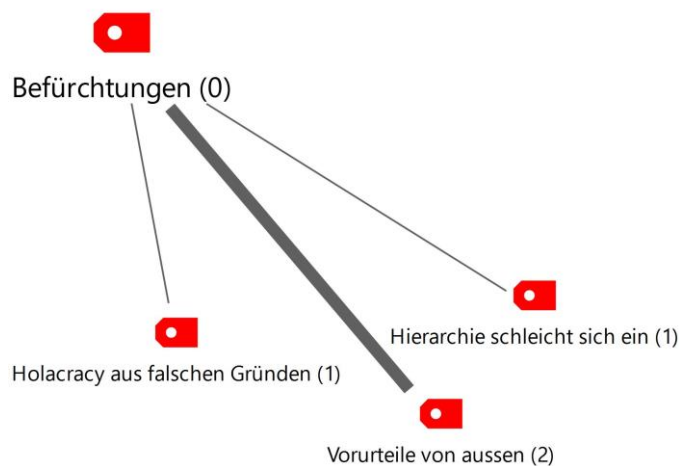 Befürchtungen (0)
Hierarchie schleicht sich ein (1)
Holacracy aus falschen Gründen (1)
Vorurteile von aussen (2)